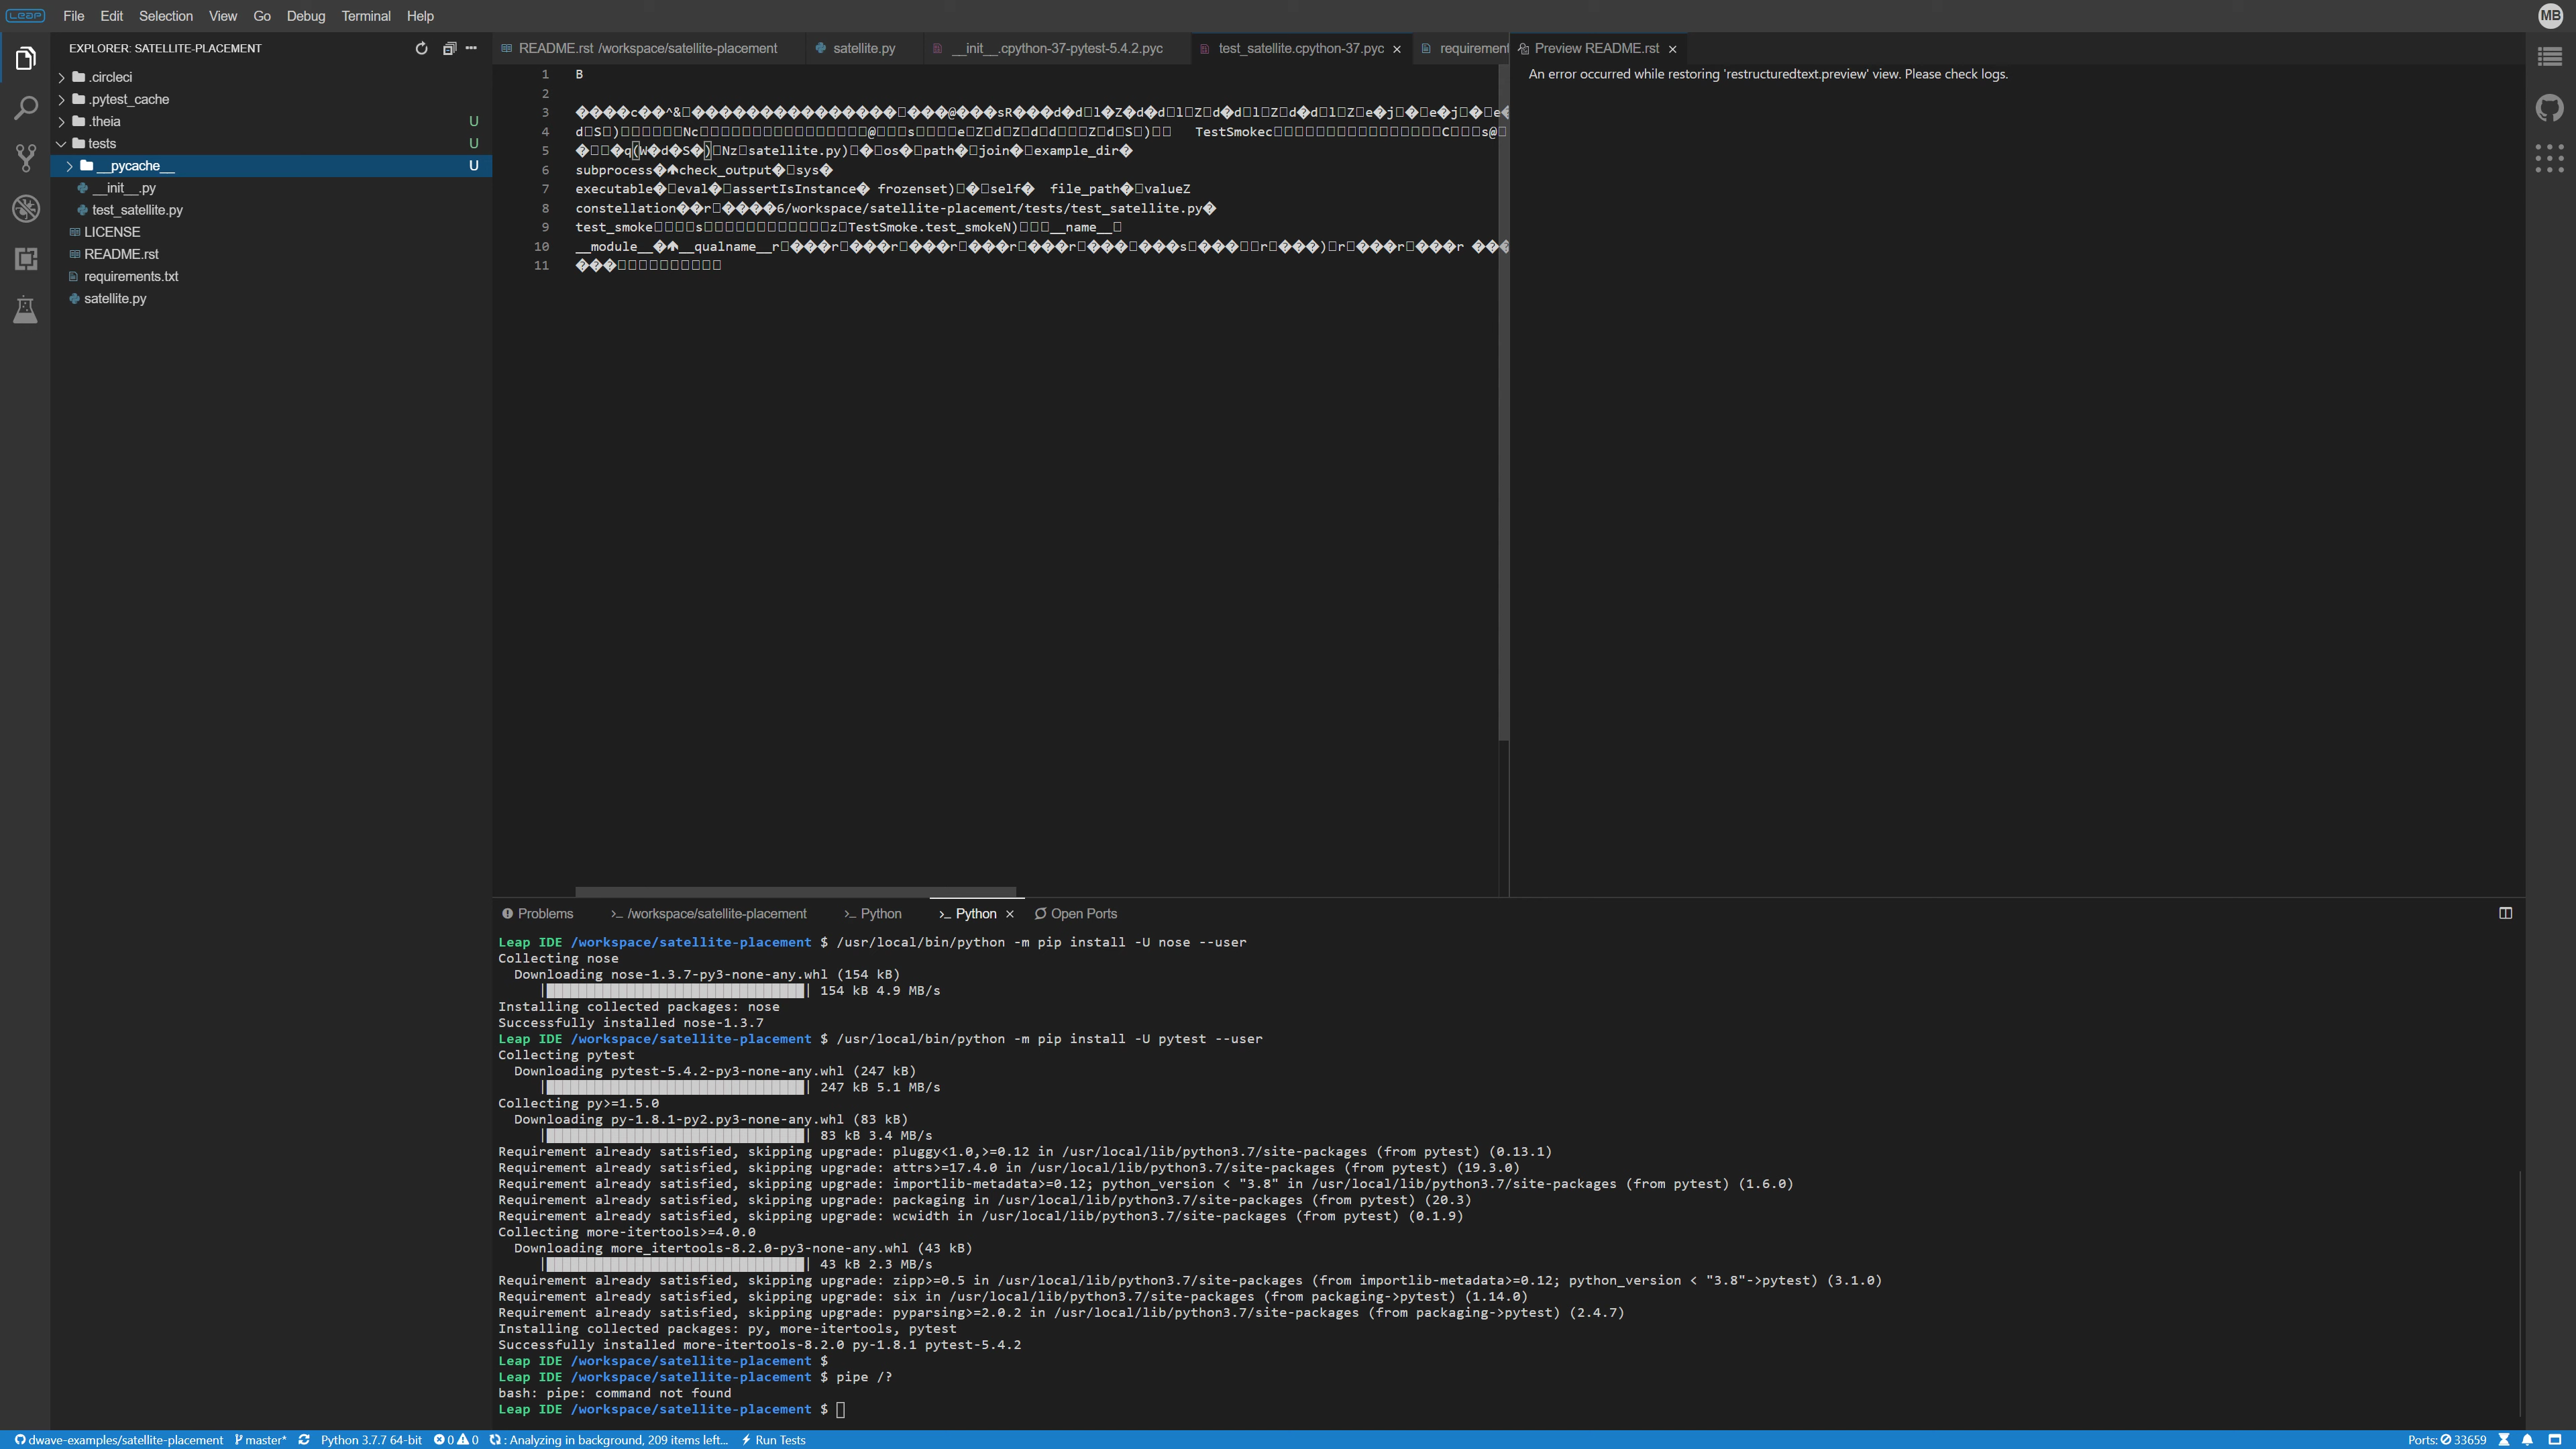 LEAP File Edit Selection View Go Debug Terminal Help MB
EXPLORER: SATELLITE-PLACEMENT
.circleci
.pytest_cache
.theia U
tests U
__pycache__ U
__init__.py
test_satellite.py
LICENSE
README.rst
requirements.txt
satellite.py
README.rst /workspace/satellite-placement satellite.py __init__.cpython-37-pytest-5.4.2.pyc test_satellite.cpython-37.pyc requirement
1 B
2
3
4 TestSmokec
5 satellite.py) os path join example_dir
6 subprocess check_output sys
7 executable eval assertIsInstance frozenset) self file_path valueZ
8 constellation 6/workspace/satellite-placement/tests/test_satellite.py
9 test_smoke TestSmoke.test_smokeN) __name__
10 __module__ __qualname__
11
Preview README.rst
An error occurred while restoring 'restructuredtext.preview' view. Please check logs.
Problems >_ /workspace/satellite-placement >_ Python >_ Python Open Ports
Leap IDE /workspace/satellite-placement $ /usr/local/bin/python -m pip install -U nose --user
Collecting nose
Downloading nose-1.3.7-py3-none-any.whl (154 kB)
|████████████████████████████████| 154 kB 4.9 MB/s
Installing collected packages: nose
Successfully installed nose-1.3.7
Leap IDE /workspace/satellite-placement $ /usr/local/bin/python -m pip install -U pytest --user
Collecting pytest
Downloading pytest-5.4.2-py3-none-any.whl (247 kB)
|████████████████████████████████| 247 kB 5.1 MB/s
Collecting py>=1.5.0
Downloading py-1.8.1-py2.py3-none-any.whl (83 kB)
|████████████████████████████████| 83 kB 3.4 MB/s
Requirement already satisfied, skipping upgrade: pluggy<1.0,>=0.12 in /usr/local/lib/python3.7/site-packages (from pytest) (0.13.1)
Requirement already satisfied, skipping upgrade: attrs>=17.4.0 in /usr/local/lib/python3.7/site-packages (from pytest) (19.3.0)
Requirement already satisfied, skipping upgrade: importlib-metadata>=0.12; python_version < "3.8" in /usr/local/lib/python3.7/site-packages (from pytest) (1.6.0)
Requirement already satisfied, skipping upgrade: packaging in /usr/local/lib/python3.7/site-packages (from pytest) (20.3)
Requirement already satisfied, skipping upgrade: wcwidth in /usr/local/lib/python3.7/site-packages (from pytest) (0.1.9)
Collecting more-itertools>=4.0.0
Downloading more_itertools-8.2.0-py3-none-any.whl (43 kB)
|████████████████████████████████| 43 kB 2.3 MB/s
Requirement already satisfied, skipping upgrade: zipp>=0.5 in /usr/local/lib/python3.7/site-packages (from importlib-metadata>=0.12; python_version < "3.8"->pytest) (3.1.0)
Requirement already satisfied, skipping upgrade: six in /usr/local/lib/python3.7/site-packages (from packaging->pytest) (1.14.0)
Requirement already satisfied, skipping upgrade: pyparsing>=2.0.2 in /usr/local/lib/python3.7/site-packages (from packaging->pytest) (2.4.7)
Installing collected packages: py, more-itertools, pytest
Successfully installed more-itertools-8.2.0 py-1.8.1 pytest-5.4.2
Leap IDE /workspace/satellite-placement $
Leap IDE /workspace/satellite-placement $ pipe /?
bash: pipe: command not found
Leap IDE /workspace/satellite-placement $
dwave-examples/satellite-placement master* Python 3.7.7 64-bit 0 0 : Analyzing in background, 209 items left... Run Tests Ports: 33659